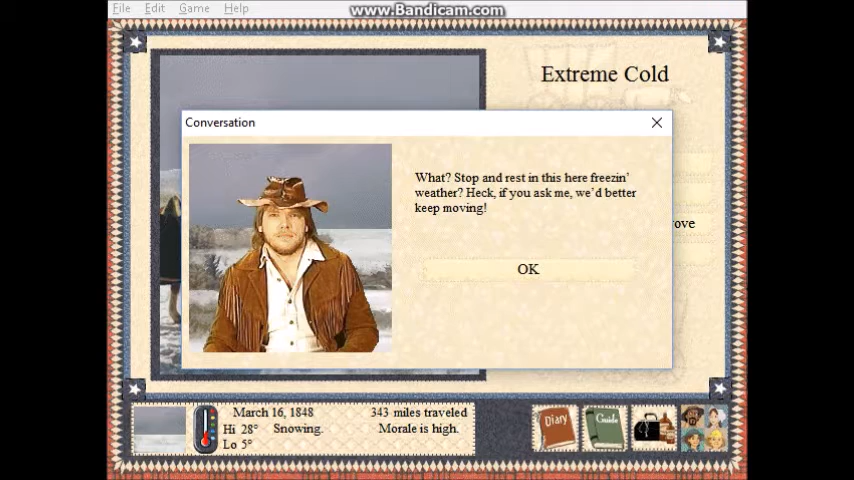 File Edit Game Help
www.Bandicam.com
Extreme Cold
Conversation
What? Stop and rest in this here freezin'
weather? Heck, if you ask me, we'd better
keep moving!
OK
rove
March 16, 1848
343 miles traveled
Hi 28°
Snowing.
Morale is high.
Lo 5°
Diary
Guide